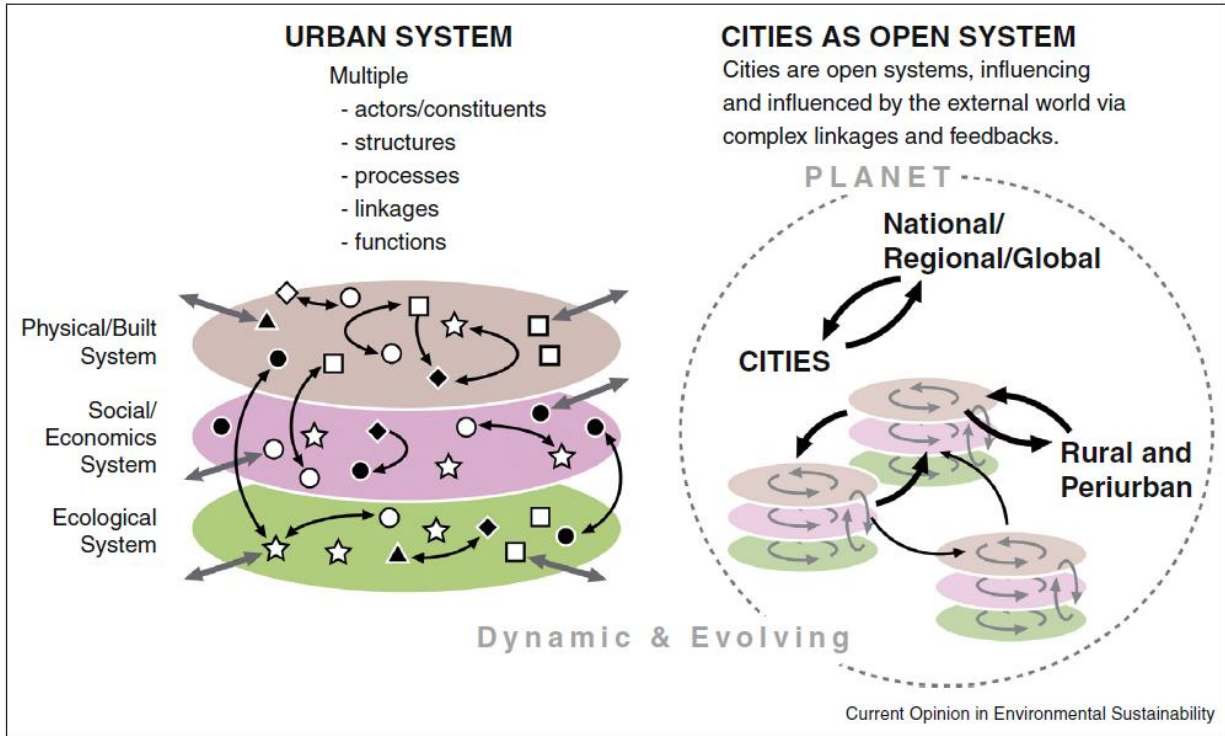 URBAN SYSTEM
Multiple
- actors/constituents
- structures
- processes
- linkages
- functions
Physical/Built
System
Social/
Economics
System
Ecological
System
CITIES AS OPEN SYSTEM
Cities are open systems, influencing
and influenced by the external world via
complex linkages and feedbacks.
PLANET
National/
Regional/Global
CITIES
Rural and
Periurban
Dynamic & Evolving
Current Opinion in Environmental Sustainability